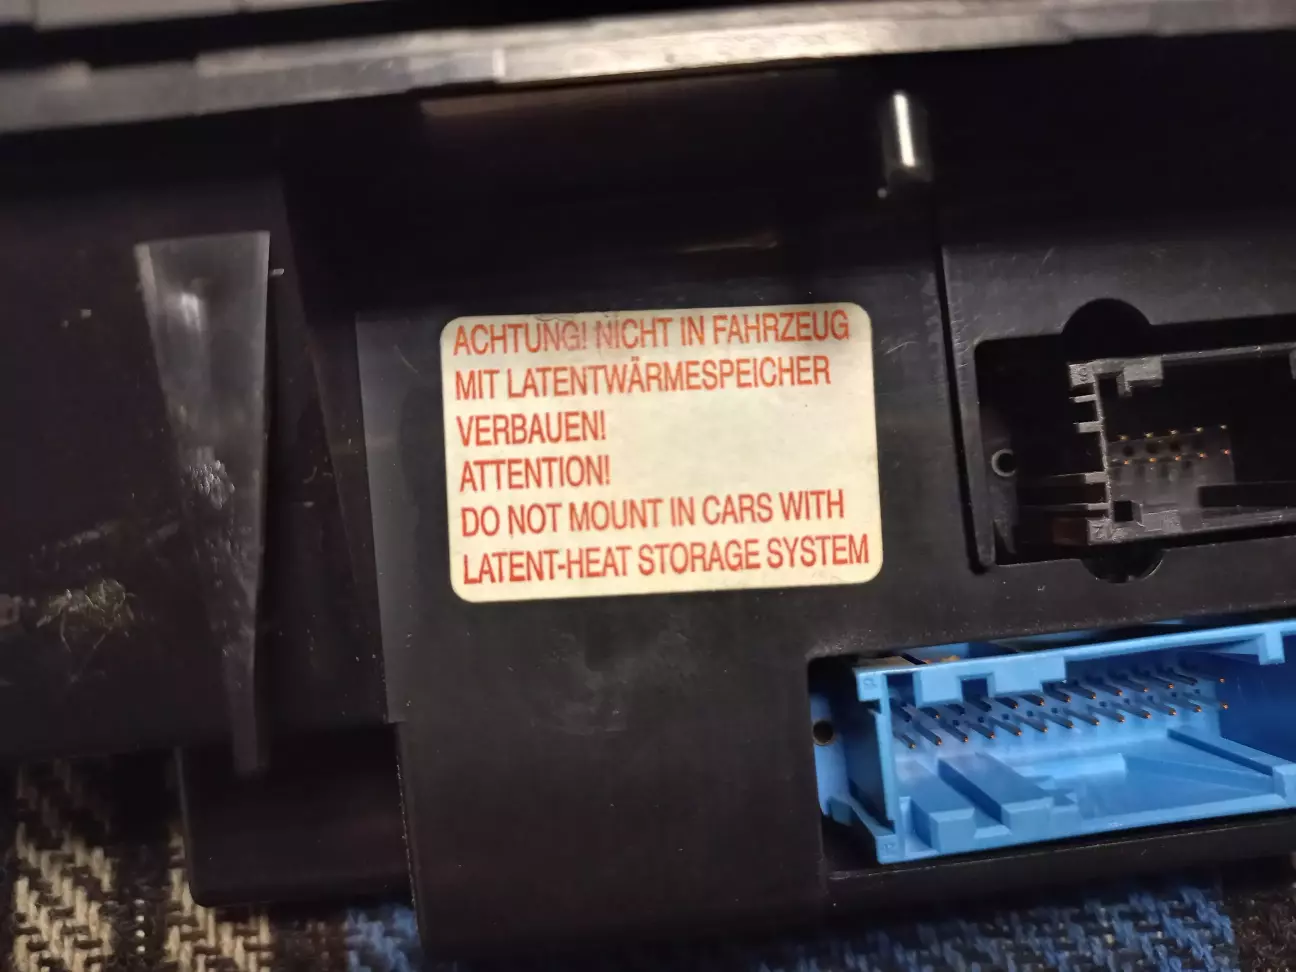 ACHTUNG! NICHT IN FAHRZEUG
MIT LATENTWÄRMESPEICHER
VERBAUEN!
ATTENTION!
DO NOT MOUNT IN CARS WITH
LATENT-HEAT STORAGE SYSTEM